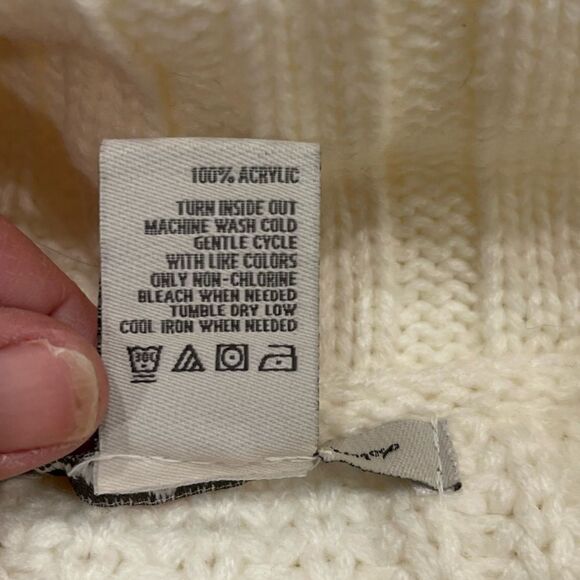 100% ACRYLIC
TURN INSIDE OUT
MACHINE WASH COLD
GENTLE CYCLE
WITH LIKE COLORS
ONLY NON-CHLORINE
BLEACH WHEN NEEDED
TUMBLE DRY LOW
COOL IRON WHEN NEEDED
30C